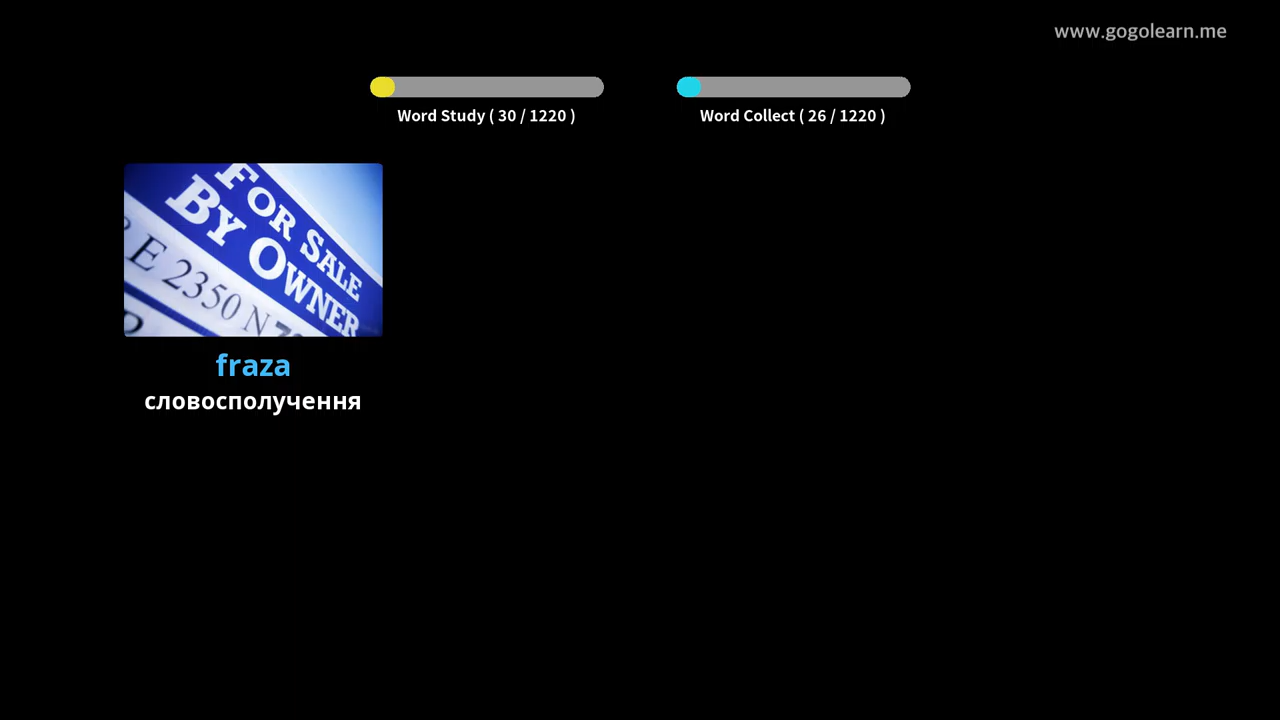 www.gogolearn.me
Word Study ( 30 / 1220 )
Word Collect ( 26 / 1220 )
FOR SALE
BY OWNER
E 2350 N
fraza
словосполучення